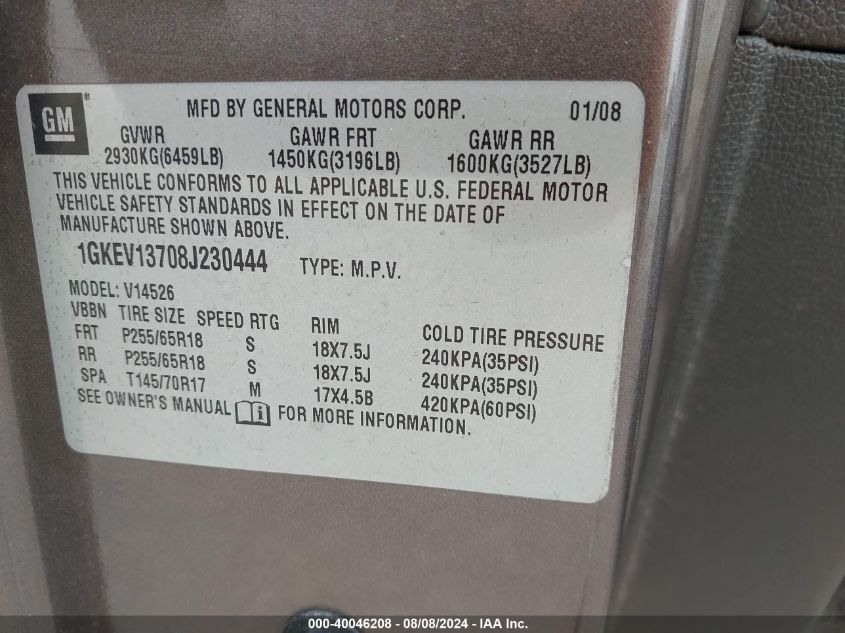 GM ® MFD BY GENERAL MOTORS CORP. 01/08
GVWR GAWR FRT GAWR RR
2930KG(6459LB) 1450KG(3196LB) 1600KG(3527LB)
THIS VEHICLE CONFORMS TO ALL APPLICABLE U.S. FEDERAL MOTOR
VEHICLE SAFETY STANDARDS IN EFFECT ON THE DATE OF
MANUFACTURE SHOWN ABOVE.
1GKEV13708J230444 TYPE: M.P.V.
MODEL: V14526
VBBN TIRE SIZE SPEED RTG RIM COLD TIRE PRESSURE
FRT P255/65R18 S 18X7.5J 240KPA(35PSI)
RR P255/65R18 S 18X7.5J 240KPA(35PSI)
SPA T145/70R17 M 17X4.5B 420KPA(60PSI)
SEE OWNER'S MANUAL i FOR MORE INFORMATION.
000-40046208 - 08/08/2024 - IAA Inc.